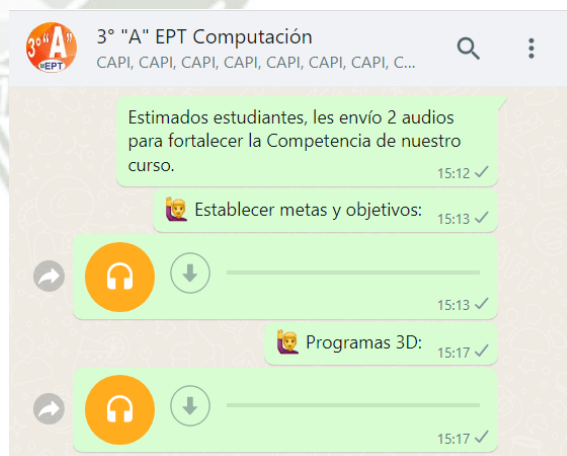 3° "A" EPT Computación
3° "A"
EPT
CAPI, CAPI, CAPI, CAPI, CAPI, CAPI, CAPI, C...
Estimados estudiantes, les envío 2 audios
para fortalecer la Competencia de nuestro
curso.
15:12
Establecer metas y objetivos:
15:13
15:13
Programas 3D:
15:17
15:17